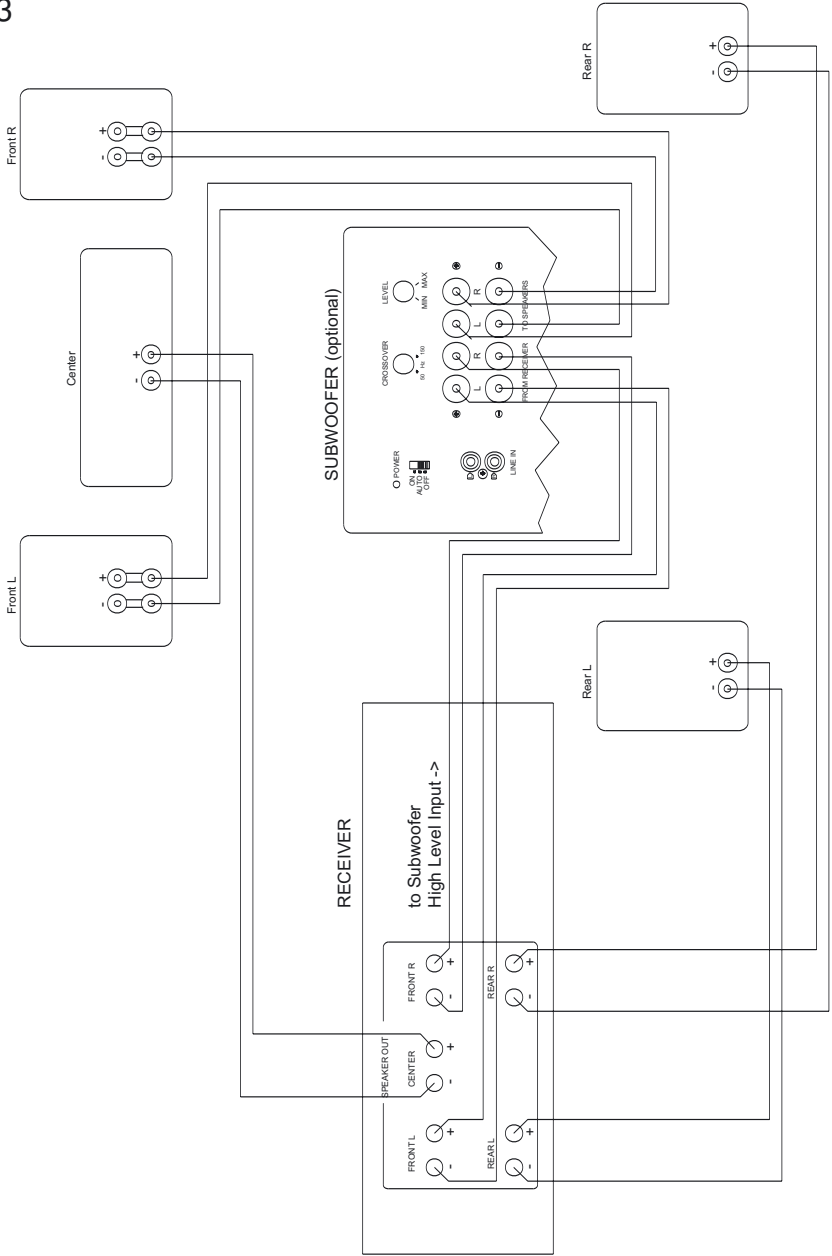 3
Front L
+
-
Center
+
-
Front R
+
-
SUBWOOFER (optional)
POWER
ON
AUTO
OFF
LINE IN
CROSSOVER
50 Hz 150
LEVEL
MIN MAX
L R L R
FROM RECEIVER TO SPEAKERS
RECEIVER
to Subwoofer
High Level Input ->
SPEAKER OUT
FRONT L CENTER FRONT R
- + - + - +
REAR L REAR R
- + - +
Rear L
- +
Rear R
- +